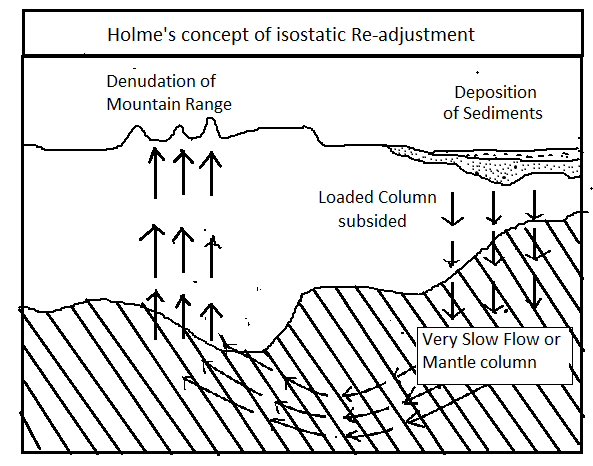 Holme's concept of isostatic Re-adjustment
Denudation of
Mountain Range
Deposition
of Sediments
Loaded Column
subsided
Very Slow Flow or
Mantle column